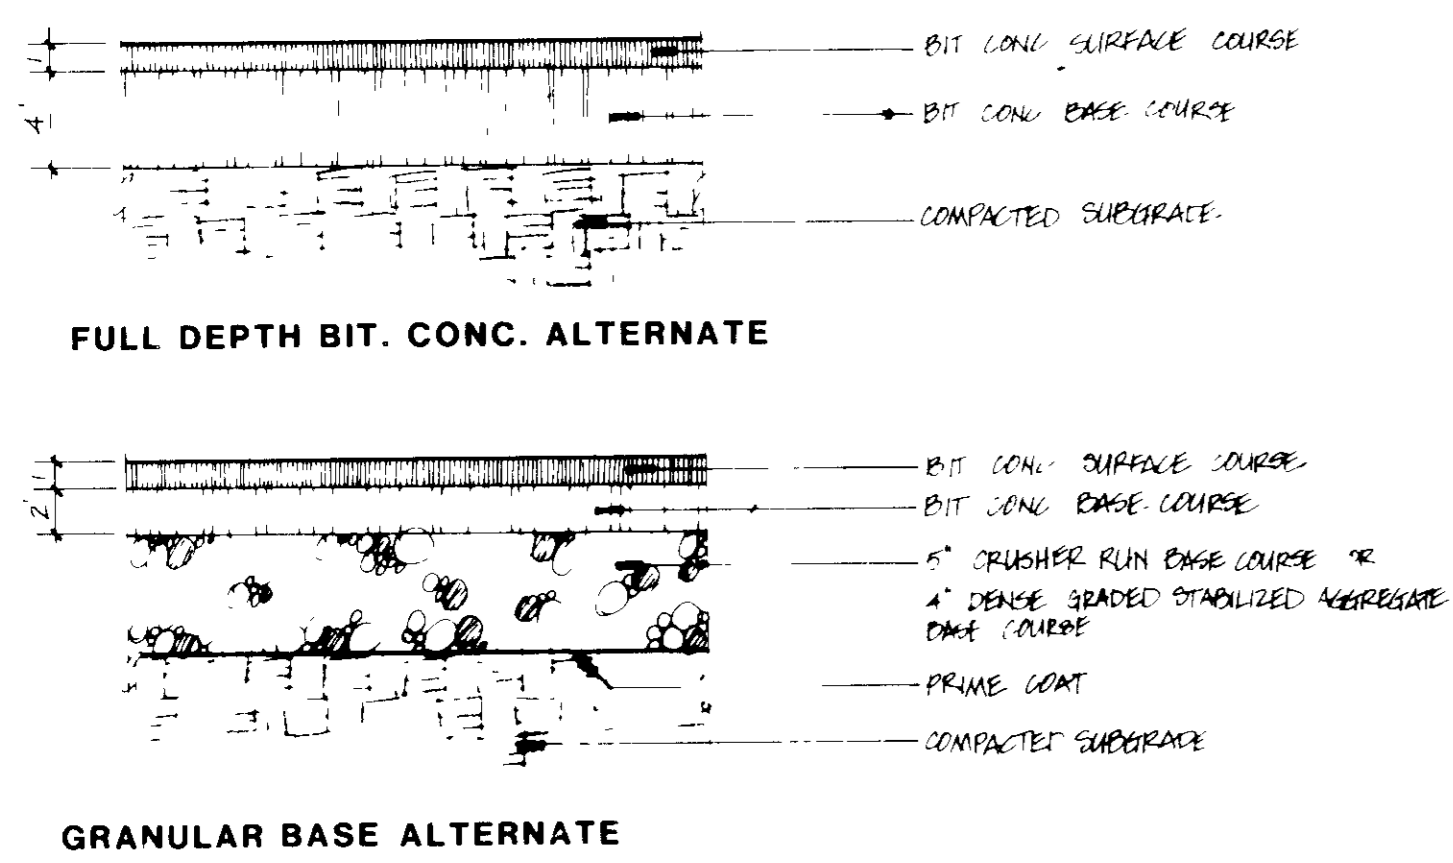 1'
BIT CONC SURFACE COURSE
4'
BIT CONC BASE COURSE
COMPACTED SUBGRADE
FULL DEPTH BIT. CONC. ALTERNATE
1'
BIT CONC SURFACE COURSE
2'
BIT CONC BASE COURSE
5" CRUSHER RUN BASE COURSE OR
4" DENSE GRADED STABILIZED AGGREGATE
BASE COURSE
PRIME COAT
COMPACTED SUBGRADE
GRANULAR BASE ALTERNATE